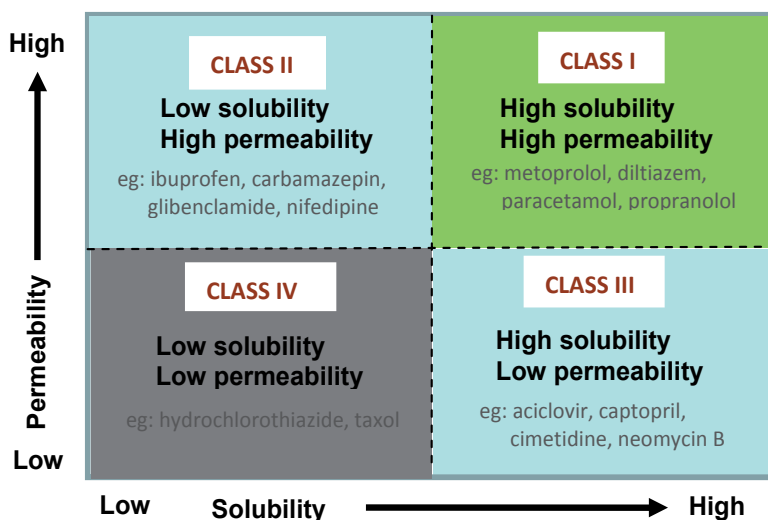 High
CLASS II
Low solubility
High permeability
eg: ibuprofen, carbamazepin,
glibenclamide, nifedipine
CLASS I
High solubility
High permeability
eg: metoprolol, diltiazem,
paracetamol, propranolol
Permeability
CLASS IV
Low solubility
Low permeability
eg: hydrochlorothiazide, taxol
CLASS III
High solubility
Low permeability
eg: aciclovir, captopril,
cimetidine, neomycin B
Low
Low
Solubility
High